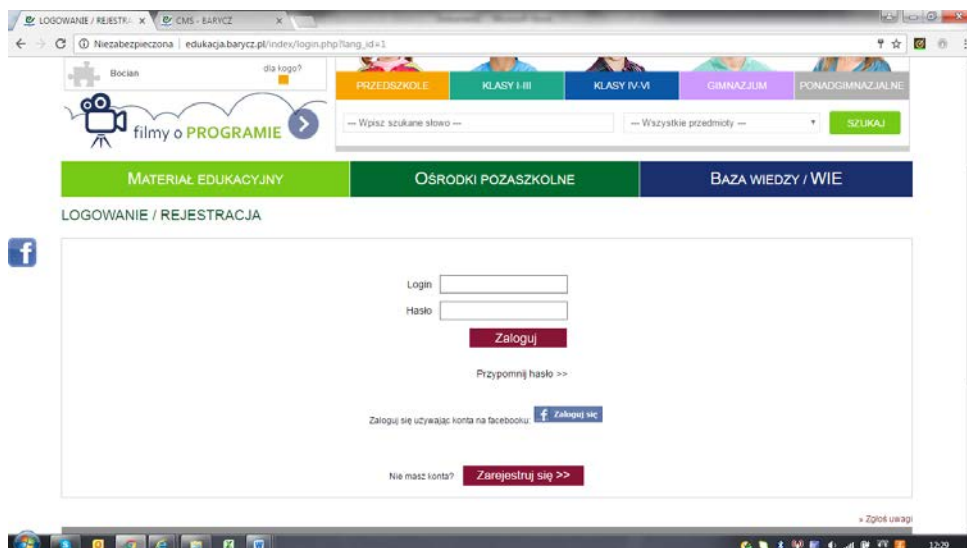 LOGOWANIE / REJESTR
CMS - BARYCZ
Niezabezpieczona | edukacja.barycz.pl/index/login.php?lang_id=1
Bocian
dla kogo?
PRZEDSZKOLE
KLASY I-III
KLASY IV-VI
GIMNAZJUM
PONADGIMNAZJALNE
filmy o PROGRAMIE
--- Wpisz szukane słowo ---
--- Wszystkie przedmioty ---
SZUKAJ
MATERIAŁ EDUKACYJNY
OŚRODKI POZASZKOLNE
BAZA WIEDZY / WIE
LOGOWANIE / REJESTRACJA
Login
Hasło
Zaloguj
Przypomnij hasło >>
Zaloguj się używając konta na facebooku: Zaloguj się
Nie masz konta? Zarejestruj się >>
» Zgłoś uwagi
12:29